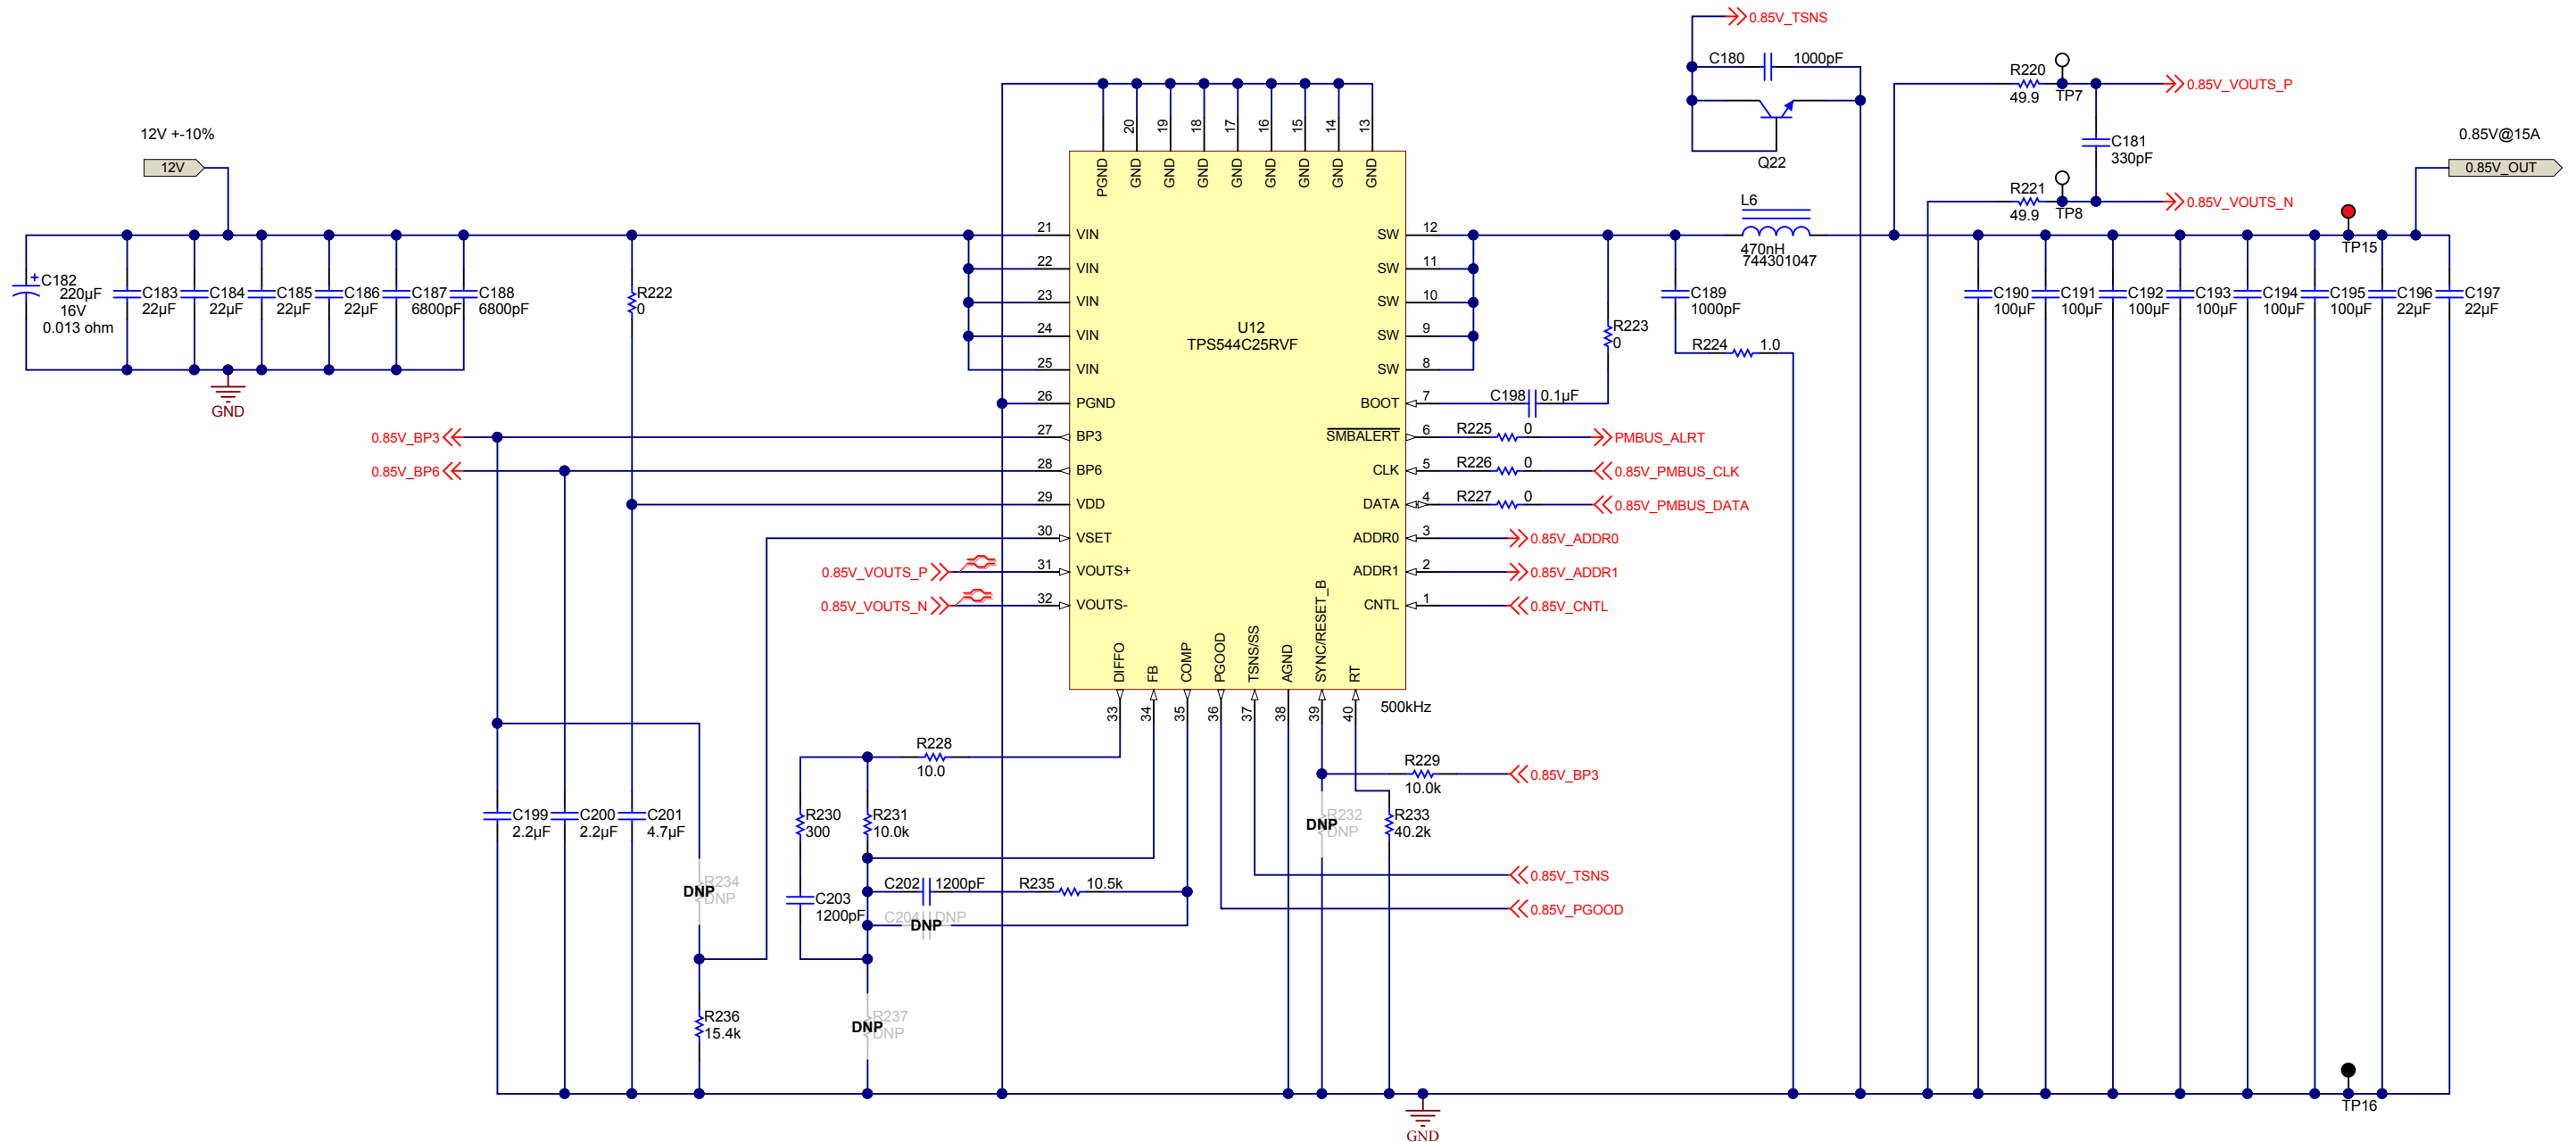 0.85V_TSNS
C180
1000pF
Q22
R220
49.9
TP7
0.85V_VOUTS_P
C181
330pF
R221
49.9
TP8
0.85V_VOUTS_N
0.85V@15A
0.85V_OUT
TP15
12V +-10%
12V
+
C182
220µF
16V
0.013 ohm
C183
22µF
C184
22µF
C185
22µF
C186
22µF
C187
6800pF
C188
6800pF
GND
R222
0
PGND
20 GND
19 GND
18 GND
17 GND
16 GND
15 GND
14 GND
13 GND
U12
TPS544C25RVF
21 VIN
22 VIN
23 VIN
24 VIN
25 VIN
26 PGND
27 BP3
28 BP6
29 VDD
30 VSET
31 VOUTS+
32 VOUTS-
SW 12
SW 11
SW 10
SW 9
SW 8
BOOT 7
SMBALERT 6
CLK 5
DATA 4
ADDR0 3
ADDR1 2
CNTL 1
DIFFO 33
FB 34
COMP 35
PGOOD 36
TSNS/SS 37
AGND 38
SYNC/RESET_B 39
RT 40
500kHz
L6
470nH
744301047
C189
1000pF
R223
0
R224 1.0
C198 0.1µF
R225 0
PMBUS_ALRT
R226 0
0.85V_PMBUS_CLK
R227 0
0.85V_PMBUS_DATA
0.85V_ADDR0
0.85V_ADDR1
0.85V_CNTL
C190
100µF
C191
100µF
C192
100µF
C193
100µF
C194
100µF
C195
100µF
C196
22µF
C197
22µF
0.85V_BP3
0.85V_BP6
0.85V_VOUTS_P
0.85V_VOUTS_N
C199
2.2µF
C200
2.2µF
C201
4.7µF
R228
10.0
R230
300
R231
10.0k
C202 1200pF
R235 10.5k
C203
1200pF
C204 DNP
DNP
R234
DNP
DNP
R236
15.4k
R237
DNP
DNP
R229
10.0k
0.85V_BP3
R232
DNP
DNP
R233
40.2k
0.85V_TSNS
0.85V_PGOOD
GND
TP16